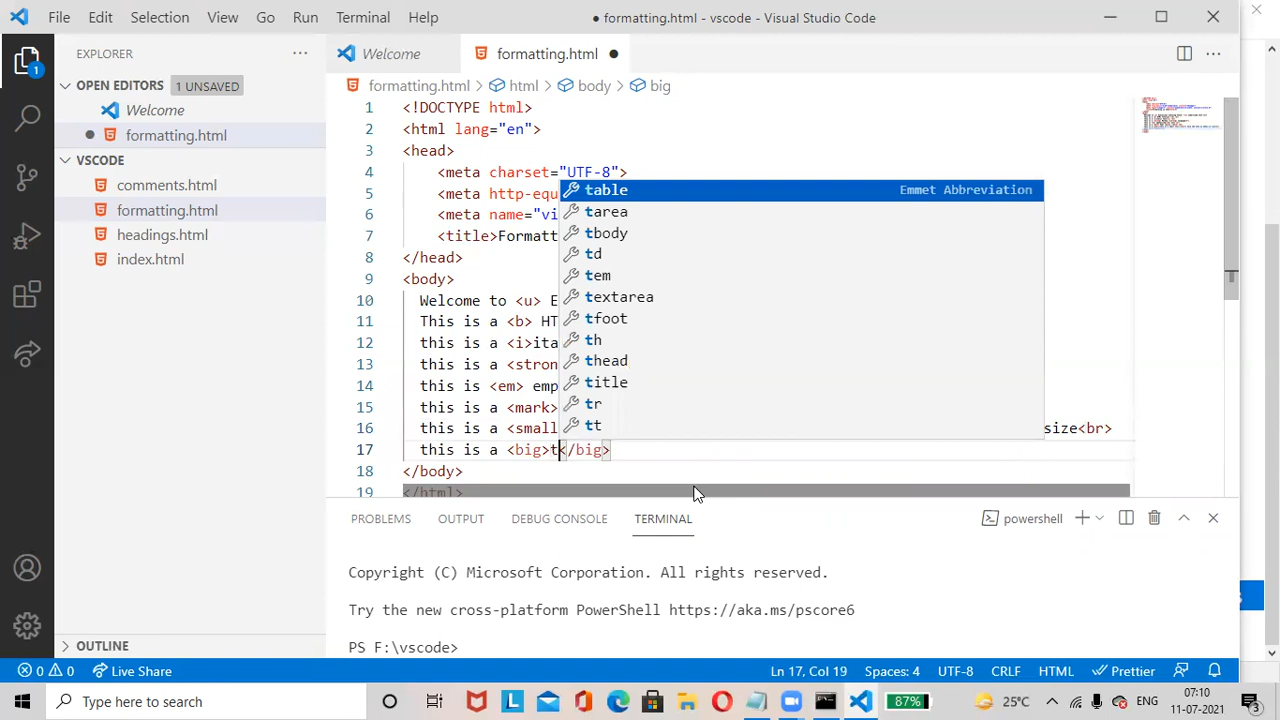 File Edit Selection View Go Run Terminal Help ● formatting.html - vscode - Visual Studio Code
EXPLORER ···
Welcome
formatting.html ●
OPEN EDITORS 1 UNSAVED
Welcome
● formatting.html
VSCODE
comments.html
formatting.html
headings.html
index.html
OUTLINE
1
formatting.html > html > body > big
1 <!DOCTYPE html>
2 <html lang="en">
3 <head>
4 <meta charset="UTF-8">
5 <meta http-equ
6 <meta name="vi
7 <title>Formatt
8 </head>
9 <body>
10 Welcome to <u> E
11 This is a <b> HT
12 this is a <i>ita
13 this is a <stron
14 this is <em> emp
15 this is a <mark>
16 this is a <small size<br>
17 this is a <big>t</big>
18 </body>
19 </html>
table Emmet Abbreviation
tarea
tbody
td
tem
textarea
tfoot
th
thead
title
tr
tt
PROBLEMS OUTPUT DEBUG CONSOLE TERMINAL powershell
Copyright (C) Microsoft Corporation. All rights reserved.
Try the new cross-platform PowerShell https://aka.ms/pscore6
PS F:\vscode>
0 0 Live Share Ln 17, Col 19 Spaces: 4 UTF-8 CRLF HTML Prettier
Type here to search L 87% 25°C ENG 07:10
11-07-2021 3